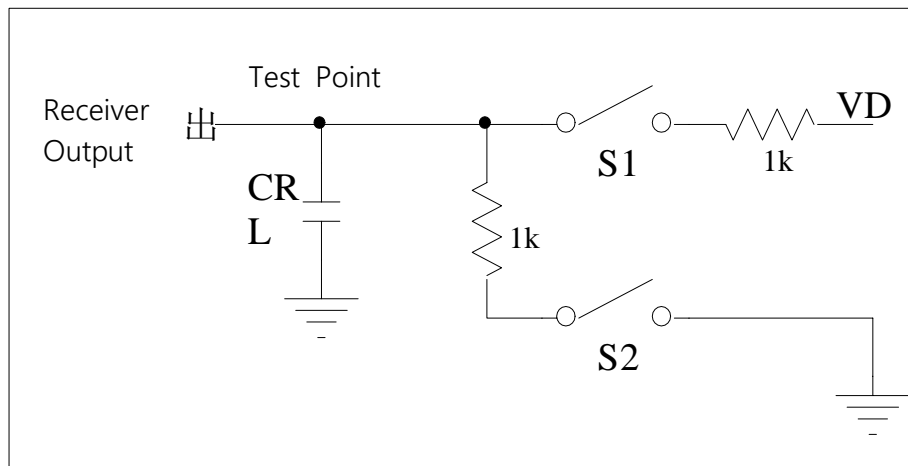 Test Point
Receiver
Output
出
VD
S1
1k
CR
L
1k
S2